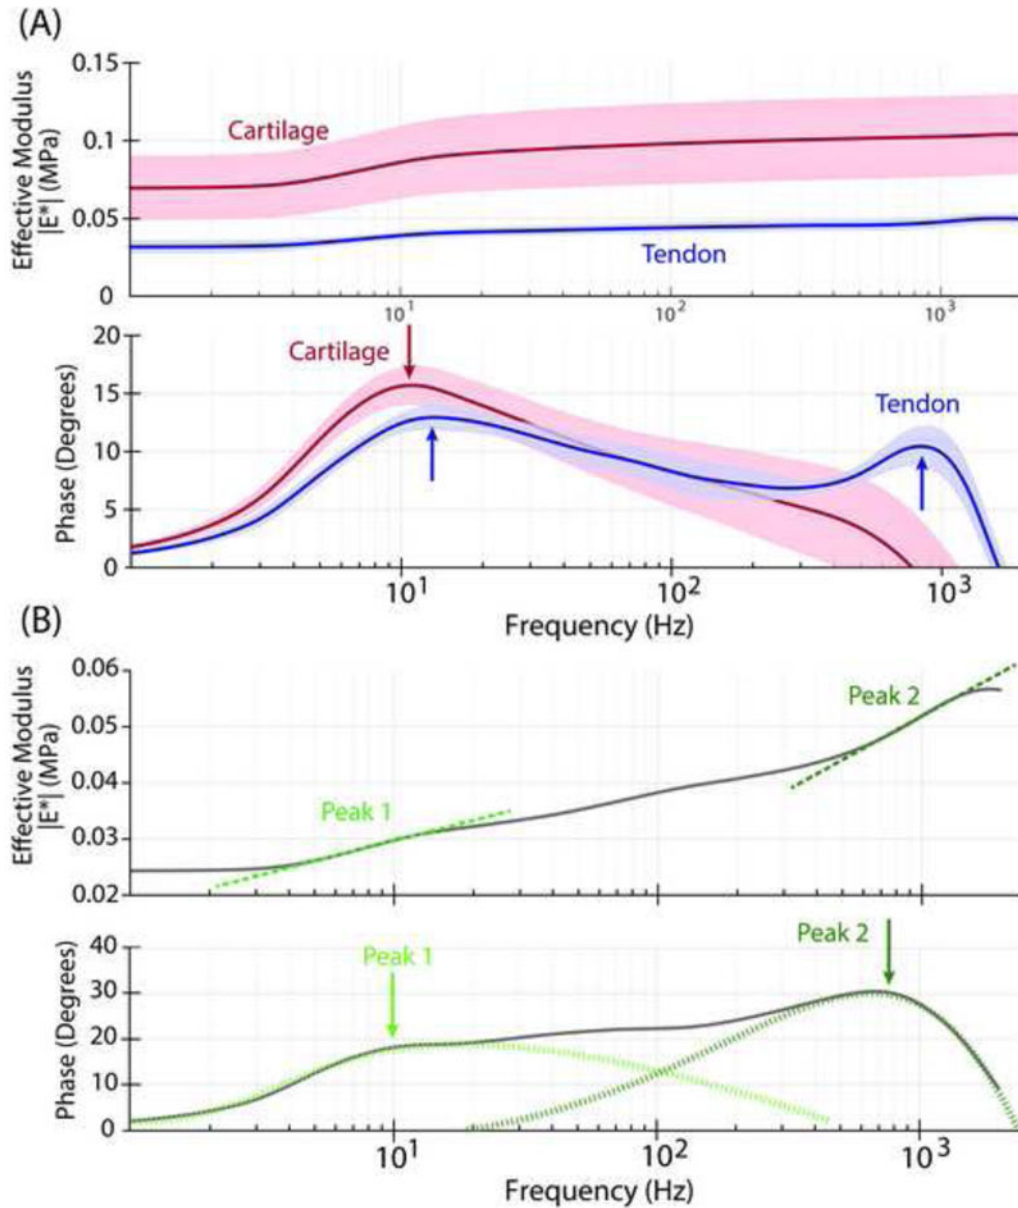 (A)
Effective Modulus
|E*| (MPa)
0.15
0.1
0.05
0
Cartilage
Tendon
10¹
10²
10³
Phase (Degrees)
20
15
10
5
0
Cartilage
Tendon
10¹
10²
10³
Frequency (Hz)
(B)
Effective Modulus
|E*| (MPa)
0.06
0.05
0.04
0.03
0.02
Peak 1
Peak 2
Phase (Degrees)
40
30
20
10
0
Peak 1
Peak 2
10¹
10²
10³
Frequency (Hz)